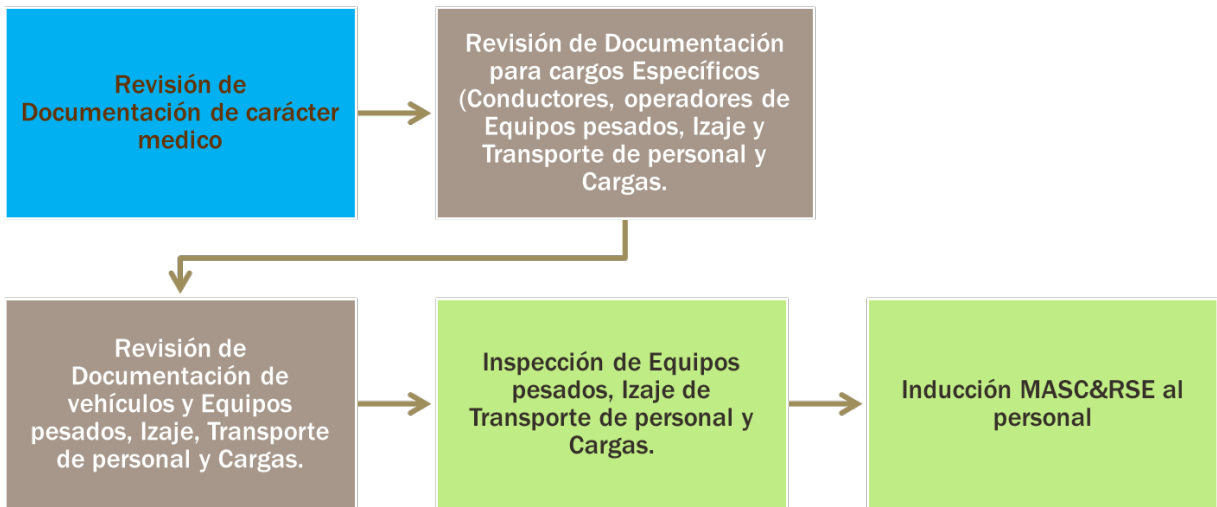 Revisión de
Documentación de carácter
medico
Revisión de Documentación
para cargos Específicos
(Conductores, operadores de
Equipos pesados, Izaje y
Transporte de personal y
Cargas.
Revisión de
Documentación de
vehículos y Equipos
pesados, Izaje, Transporte
de personal y Cargas.
Inspección de Equipos
pesados, Izaje de
Transporte de personal y
Cargas.
Inducción MASC&RSE al
personal